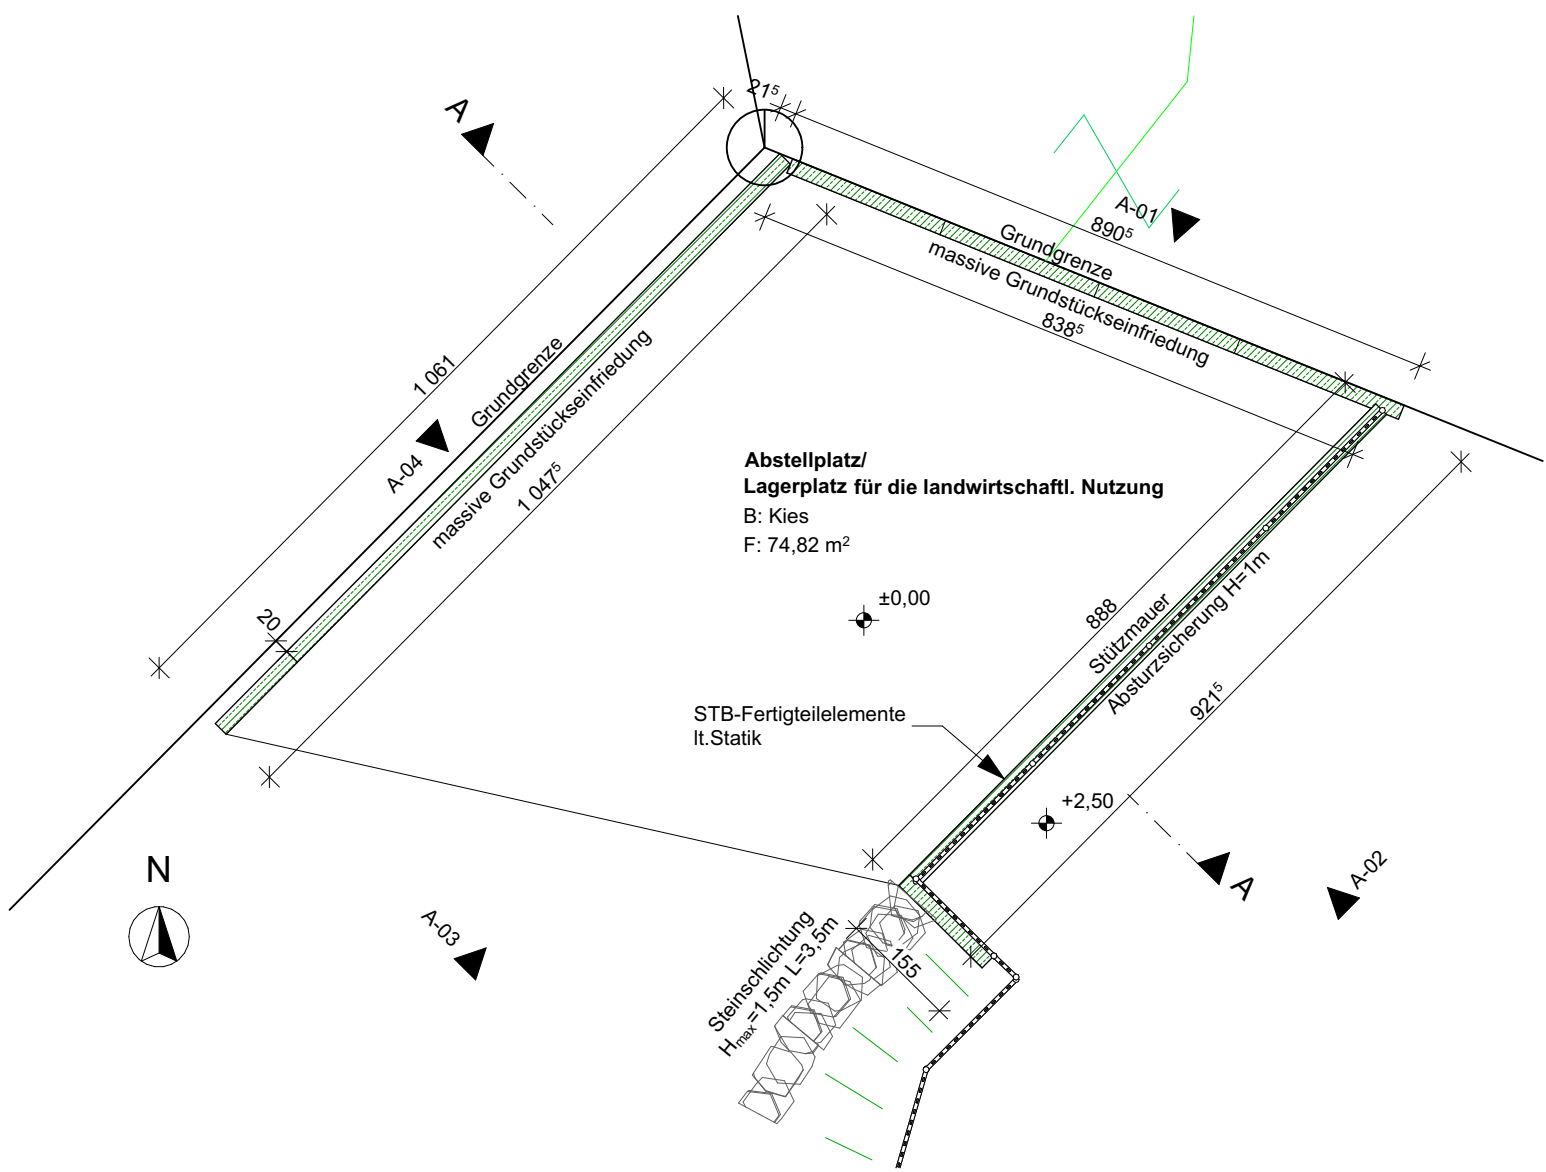 A
21⁵
A-01
890⁵
Grundgrenze
massive Grundstückseinfriedung
838⁵
1 061
Grundgrenze
massive Grundstückseinfriedung
A-04
1 047⁵
Abstellplatz/
Lagerplatz für die landwirtschaftl. Nutzung
B: Kies
F: 74,82 m²
±0,00
20
888
Stützmauer
Absturzsicherung H=1m
921⁵
STB-Fertigteilelemente
lt.Statik
+2,50
A
A-02
N
A-03
Steinschlichtung
Hmax=1,5m L=3,5m
155